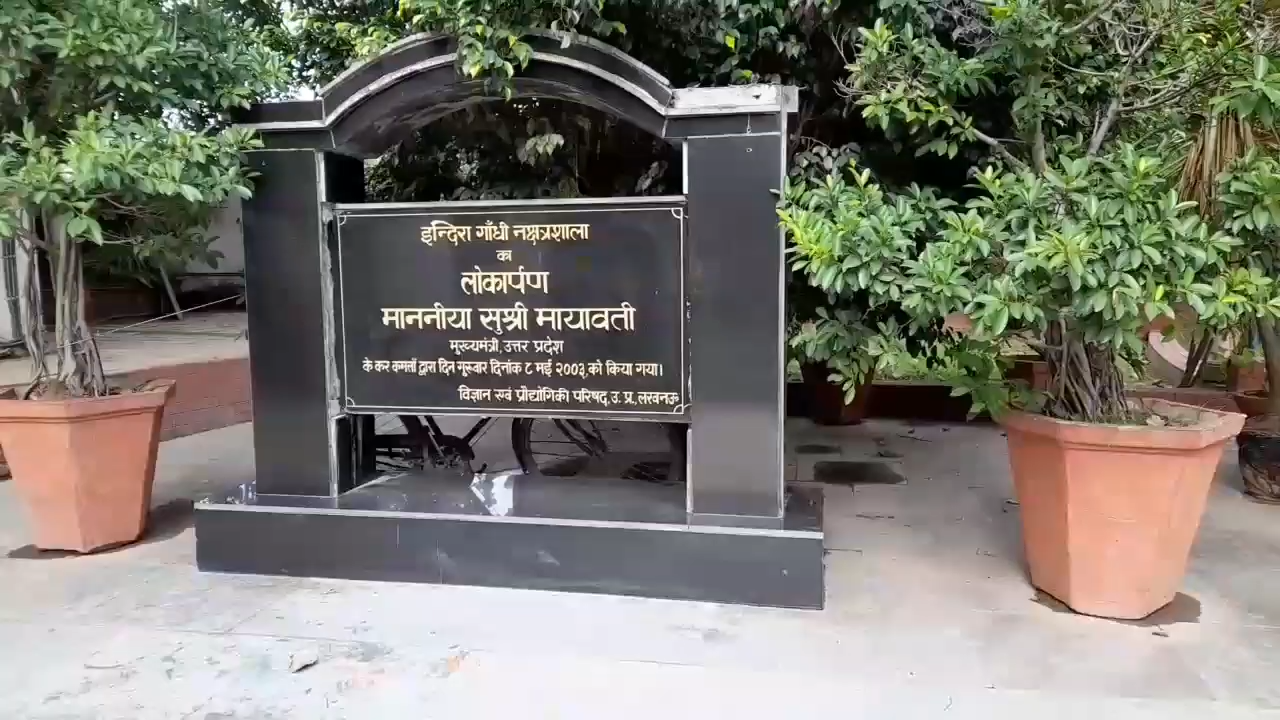 इन्दिरा गाँधी नक्षत्रशाला
का
लोकार्पण
माननीया सुश्री मायावती
मुख्यमंत्री, उत्तर प्रदेश
के कर कमलों द्वारा दिन गुरूवार दिनांक ८ मई २००३ को किया गया।
विज्ञान एवं प्रौद्योगिकी परिषद्, उ. प्र., लखनऊ